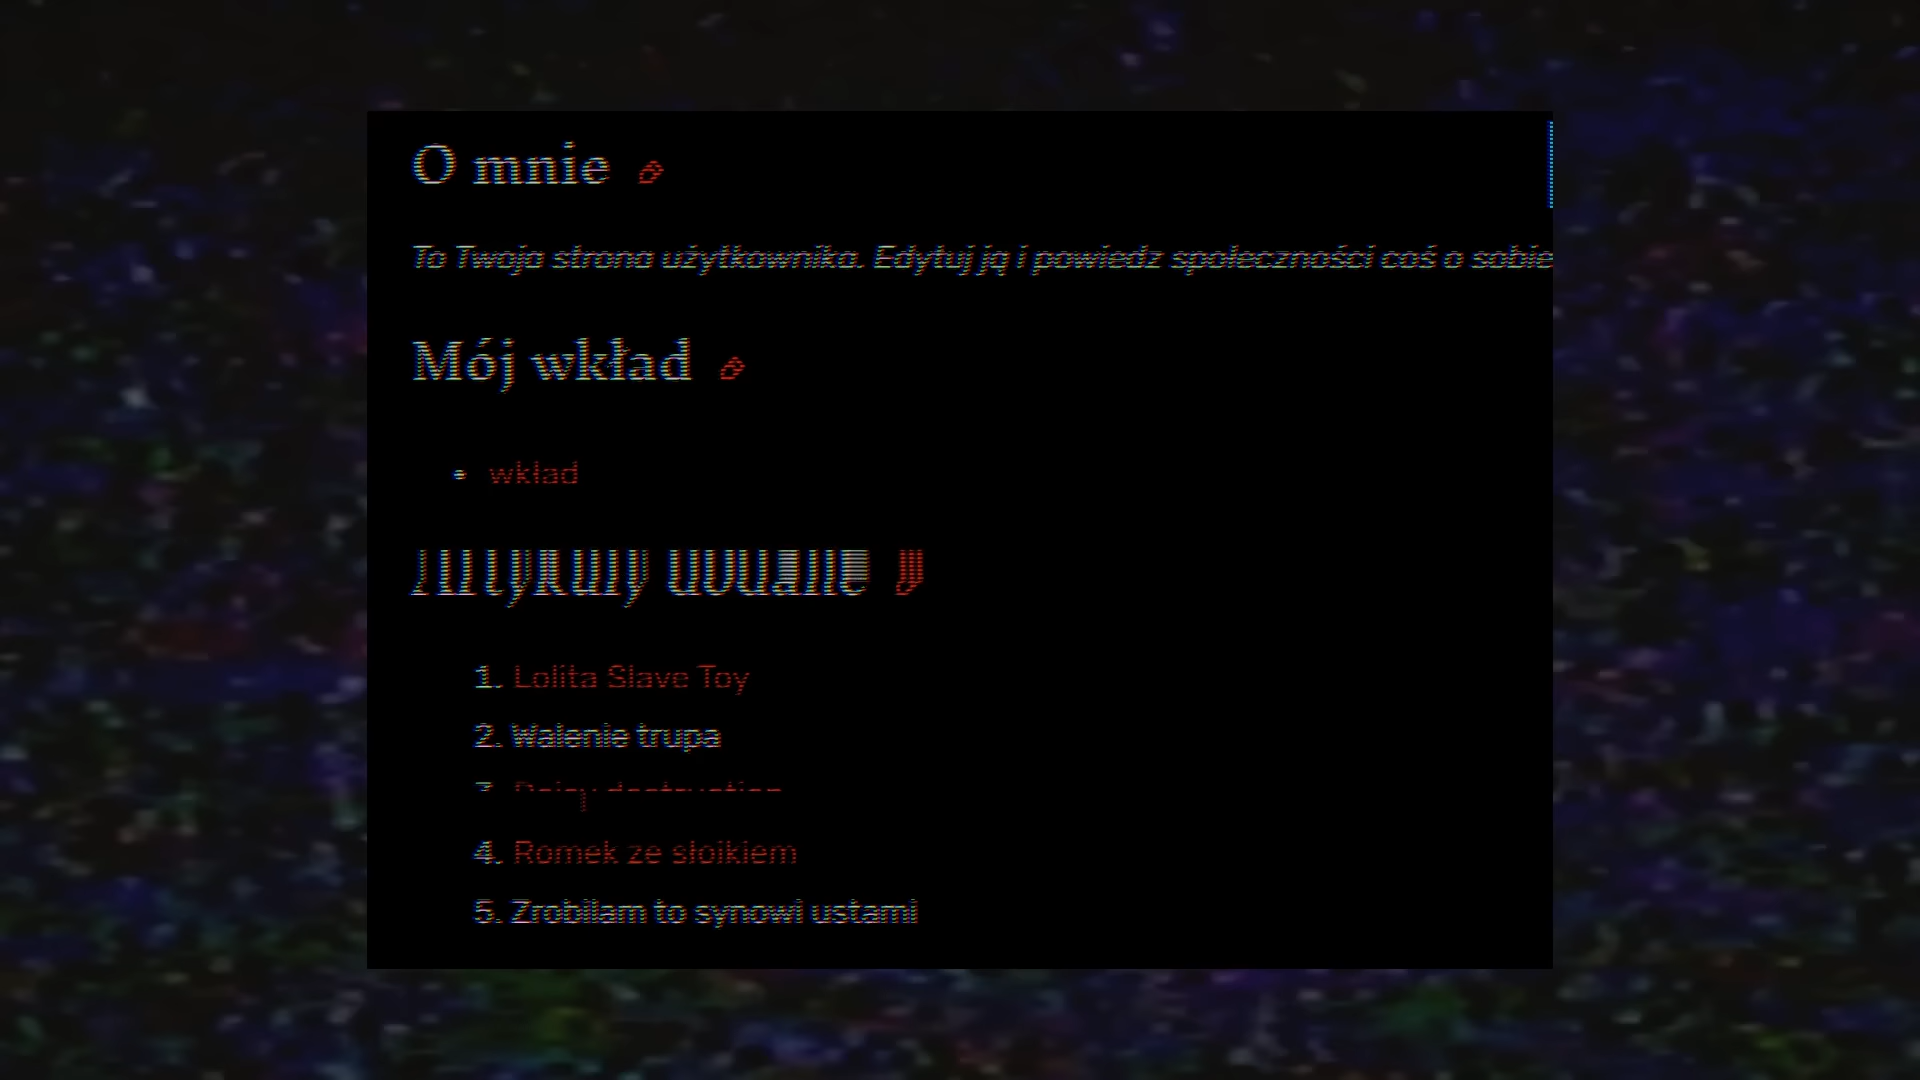 O mnie
To Twoja strona użytkownika. Edytuj ją i powiedz społeczności coś o sobie
Mój wkład
• wkład
1. Lolita Slave Toy
2. Walenie trupa
4. Romek ze słoikiem
5. Zrobiłam to synowi ustami